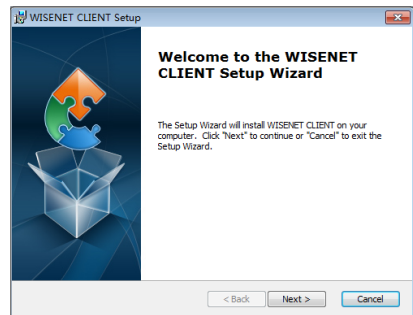 WISENET CLIENT Setup
Welcome to the WISENET
CLIENT Setup Wizard
The Setup Wizard will install WISENET CLIENT on your
computer. Click "Next" to continue or "Cancel" to exit the
Setup Wizard.
< Back Next > Cancel